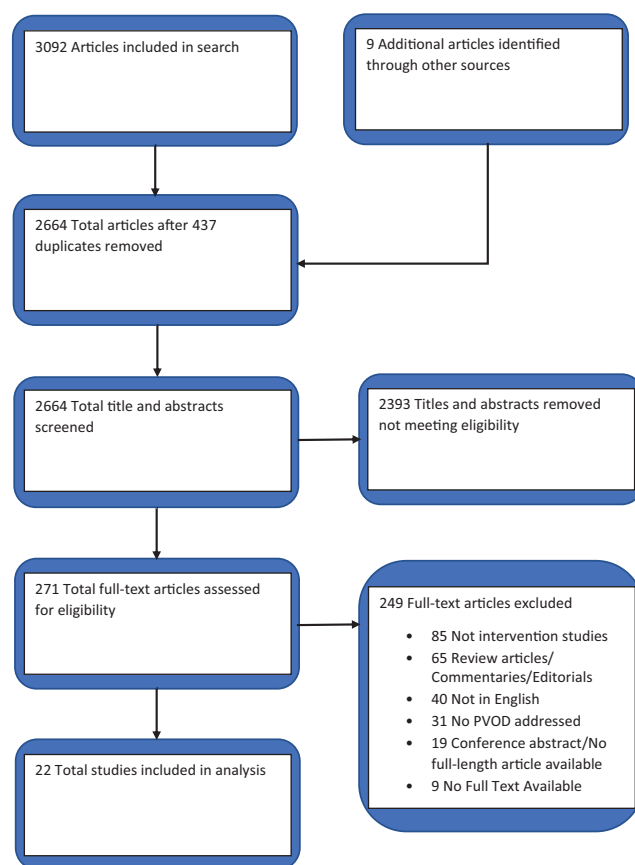 3092 Articles included in search
9 Additional articles identified
through other sources
2664 Total articles after 437
duplicates removed
2664 Total title and abstracts
screened
2393 Titles and abstracts removed
not meeting eligibility
271 Total full-text articles assessed
for eligibility
249 Full-text articles excluded
• 85 Not intervention studies
• 65 Review articles/
Commentaries/Editorials
• 40 Not in English
• 31 No PVOD addressed
• 19 Conference abstract/No
full-length article available
• 9 No Full Text Available
22 Total studies included in analysis